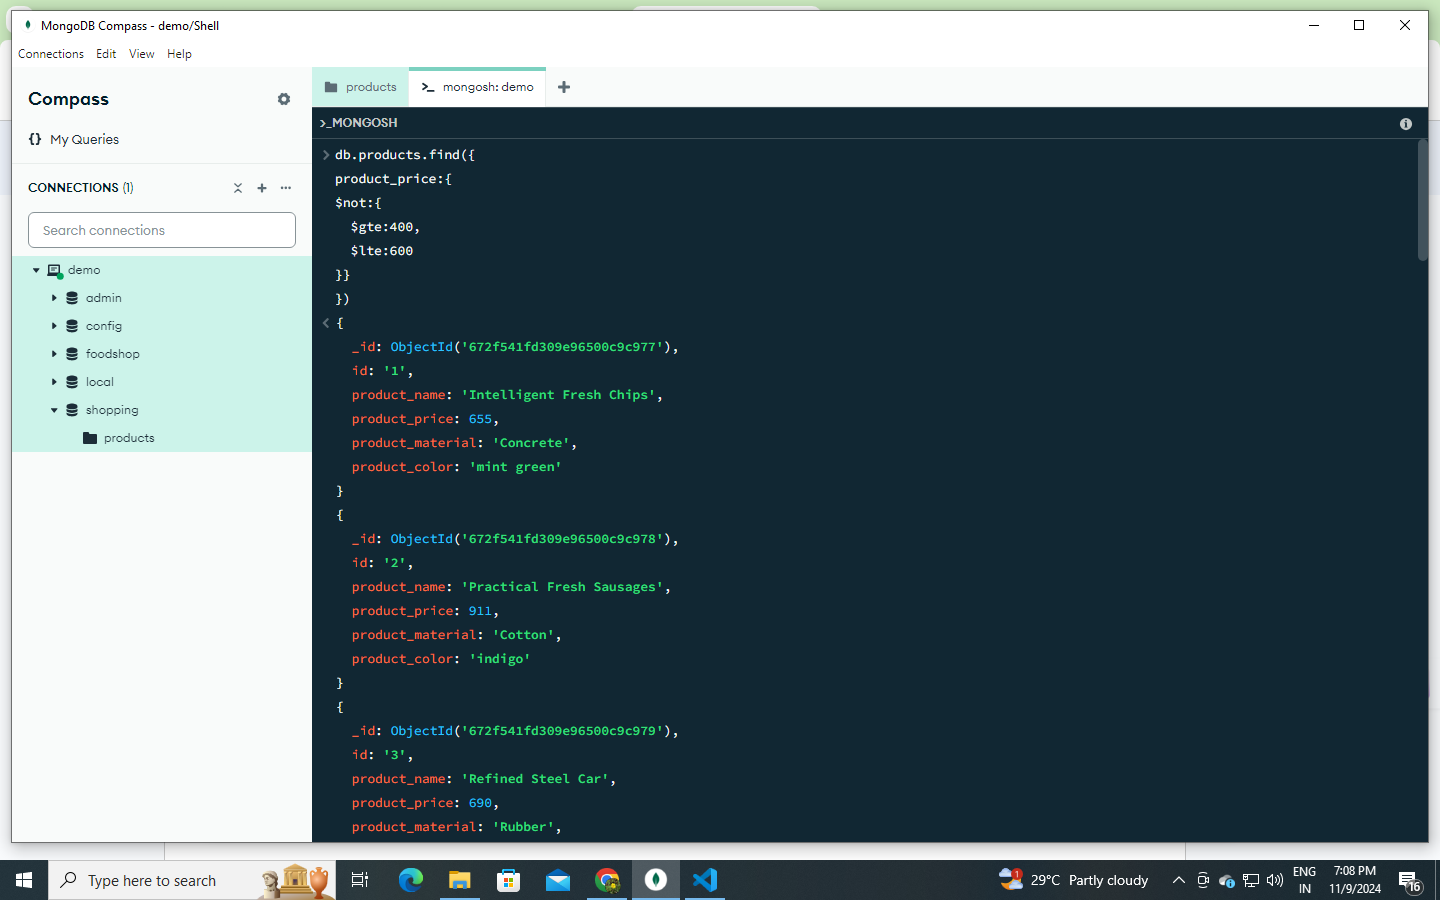 MongoDB Compass - demo/Shell
Connections Edit View Help
Compass
My Queries
CONNECTIONS (1)
Search connections
demo
admin
config
foodshop
local
shopping
products
products
mongosh: demo
>_MONGOSH
db.products.find({
product_price:{
$not:{
$gte:400,
$lte:600
}}
})
{
_id: ObjectId('672f541fd309e96500c9c977'),
id: '1',
product_name: 'Intelligent Fresh Chips',
product_price: 655,
product_material: 'Concrete',
product_color: 'mint green'
}
{
_id: ObjectId('672f541fd309e96500c9c978'),
id: '2',
product_name: 'Practical Fresh Sausages',
product_price: 911,
product_material: 'Cotton',
product_color: 'indigo'
}
{
_id: ObjectId('672f541fd309e96500c9c979'),
id: '3',
product_name: 'Refined Steel Car',
product_price: 690,
product_material: 'Rubber',
Type here to search
1
29°C Partly cloudy
ENG
IN
7:08 PM
11/9/2024
16